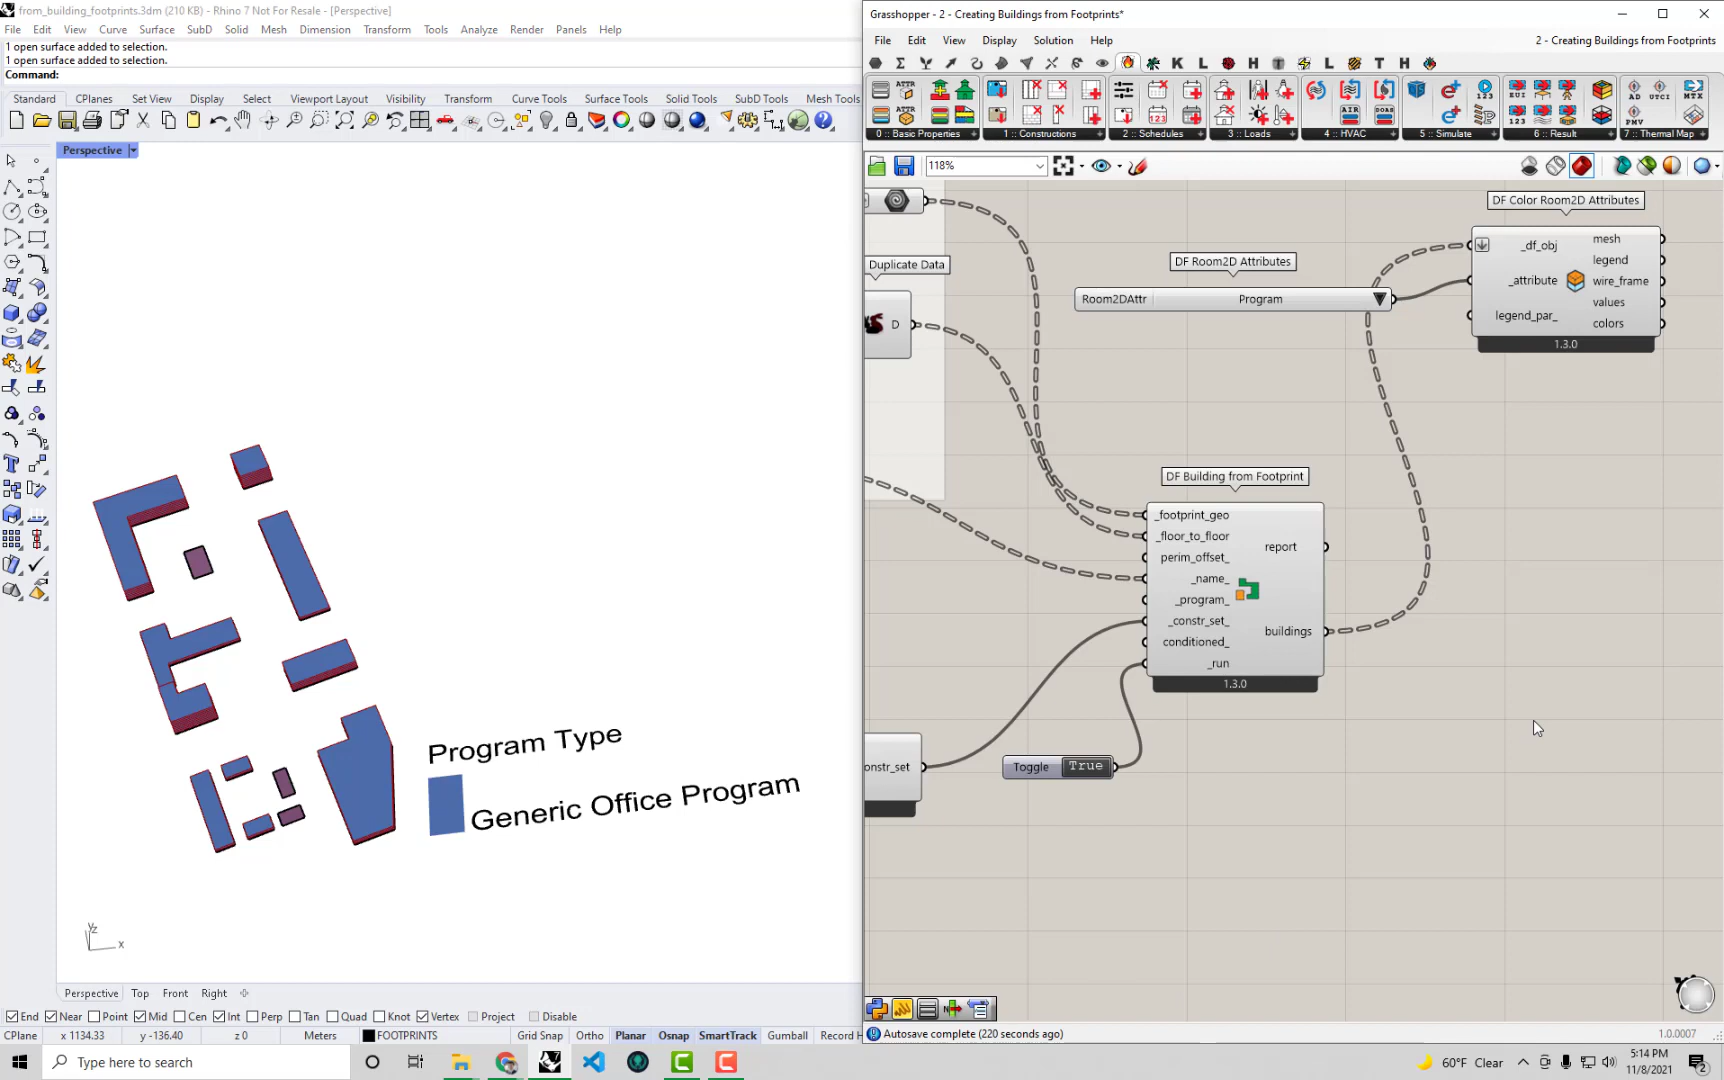 from_building_footprints.3dm (210 KB) - Rhino 7 Not For Resale - [Perspective]
File Edit View Curve Surface SubD Solid Mesh Dimension Transform Tools Analyze Render Panels Help
1 open surface added to selection.
1 open surface added to selection.
Command:
Standard CPlanes Set View Display Select Viewport Layout Visibility Transform Curve Tools Surface Tools Solid Tools SubD Tools Mesh Tools
Perspective
Program Type
Generic Office Program
z y x
Perspective Top Front Right
End Near Point Mid Cen Int Perp Tan Quad Knot Vertex Project Disable
CPlane x 1134.33 y -136.40 z 0 Meters FOOTPRINTS Grid Snap Ortho Planar Osnap SmartTrack Gumball Record H
Grasshopper - 2 - Creating Buildings from Footprints*
File Edit View Display Solution Help
2 - Creating Buildings from Footprints
K L H L T H
0 :: Basic Properties 1 :: Constructions 2 :: Schedules 3 :: Loads 4 :: HVAC 5 :: Simulate 6 :: Result 7 :: Thermal Map
118%
DF Color Room2D Attributes
_df_obj
_attribute
legend_par_
mesh
legend
wire_frame
values
colors
1.3.0
DF Room2D Attributes
Room2DAttr Program
Duplicate Data
D
DF Building from Footprint
_footprint_geo
_floor_to_floor
perim_offset_
_name_
_program_
_constr_set_
conditioned_
_run
report
buildings
1.3.0
onstr_set
Toggle True
Autosave complete (220 seconds ago)
1.0.0007
Type here to search
60°F Clear
5:14 PM
11/8/2021
2